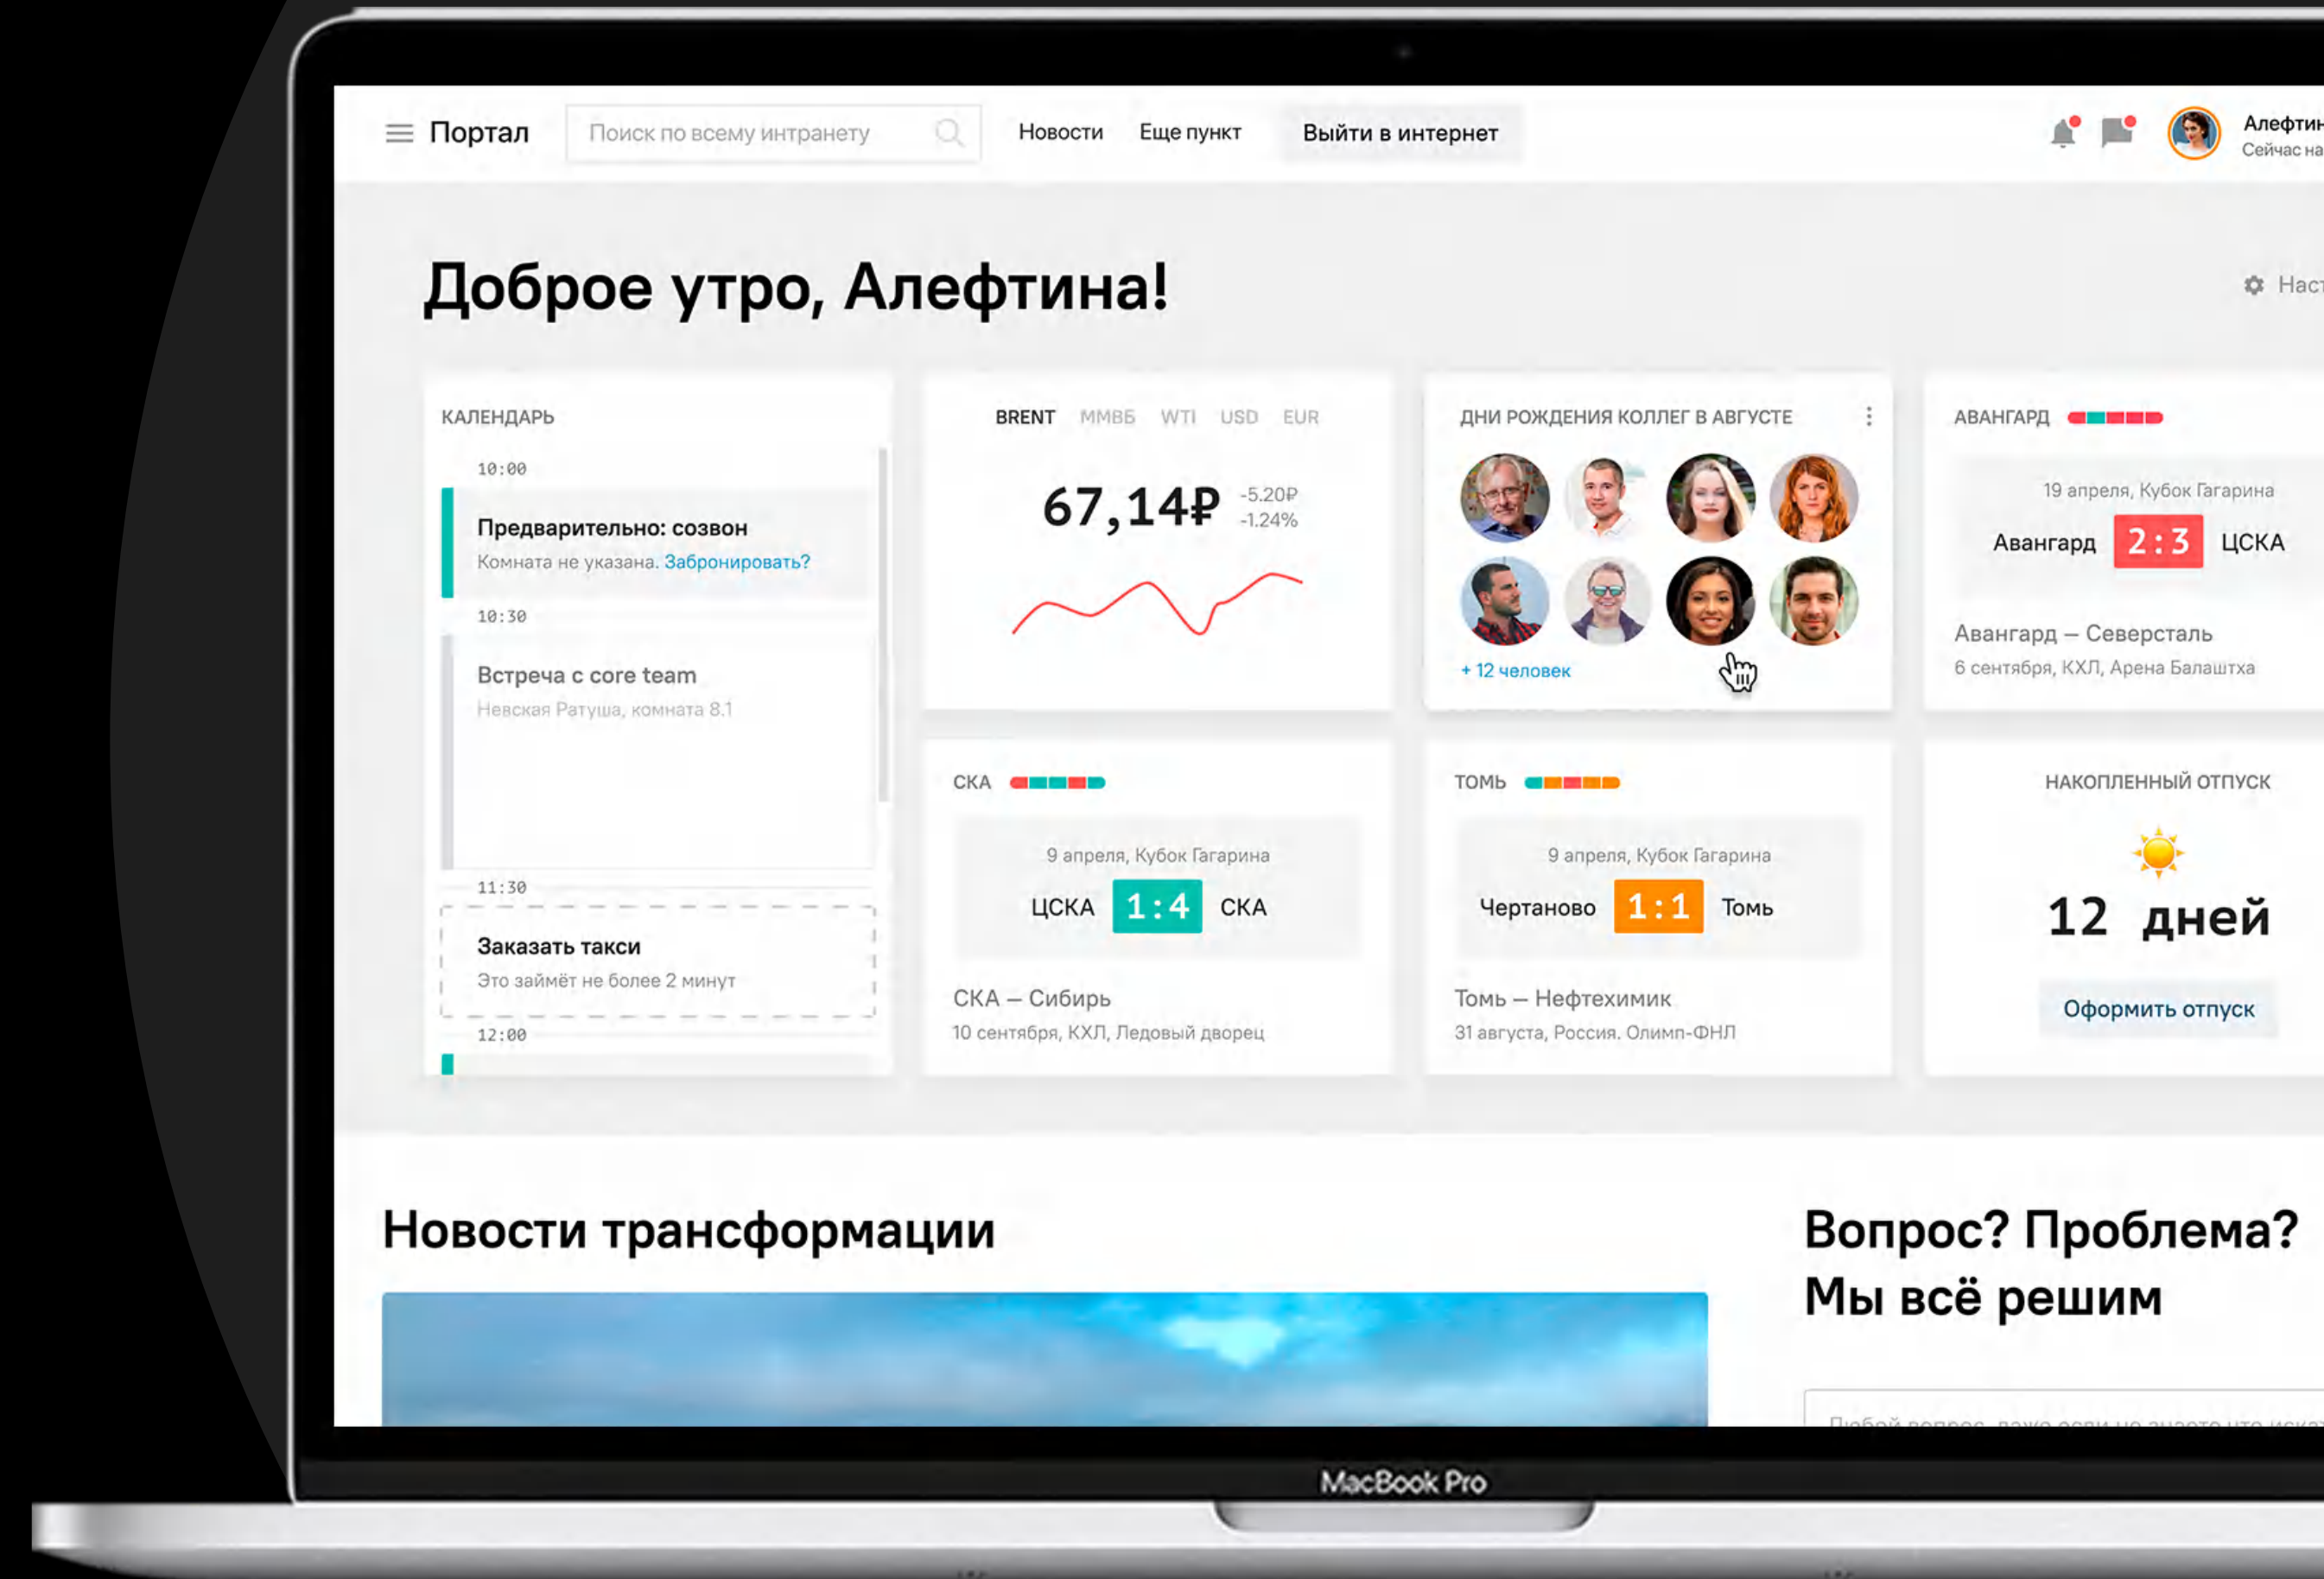 Портал
Поиск по всему интранету
Новости
Еще пункт
Выйти в интернет
Сейчас на
Доброе утро, Алефтина!
КАЛЕНДАРЬ
10:00
Предварительно: созвон
Комната не указана. Забронировать?
10:30
Встреча с core team
Невская Ратуша, комната 8.1
11:30
Заказать такси
Это займёт не более 2 минут
12:00
BRENT ММВБ WTI USD EUR
67,14₽
-5.20₽
-1.24%
ДНИ РОЖДЕНИЯ КОЛЛЕГ В АВГУСТЕ
+ 12 человек
АВАНГАРД
19 апреля, Кубок Гагарина
Авангард 2:3 ЦСКА
Авангард — Северсталь
6 сентября, КХЛ, Арена Балаштха
СКА
9 апреля, Кубок Гагарина
ЦСКА 1:4 СКА
СКА — Сибирь
10 сентября, КХЛ, Ледовый дворец
ТОМЬ
9 апреля, Кубок Гагарина
Чертаново 1:1 Томь
Томь — Нефтехимик
31 августа, Россия. Олимп-ФНЛ
НАКОПЛЕННЫЙ ОТПУСК
12 дней
Оформить отпуск
Новости трансформации
Вопрос? Проблема?
Мы всё решим
MacBook Pro